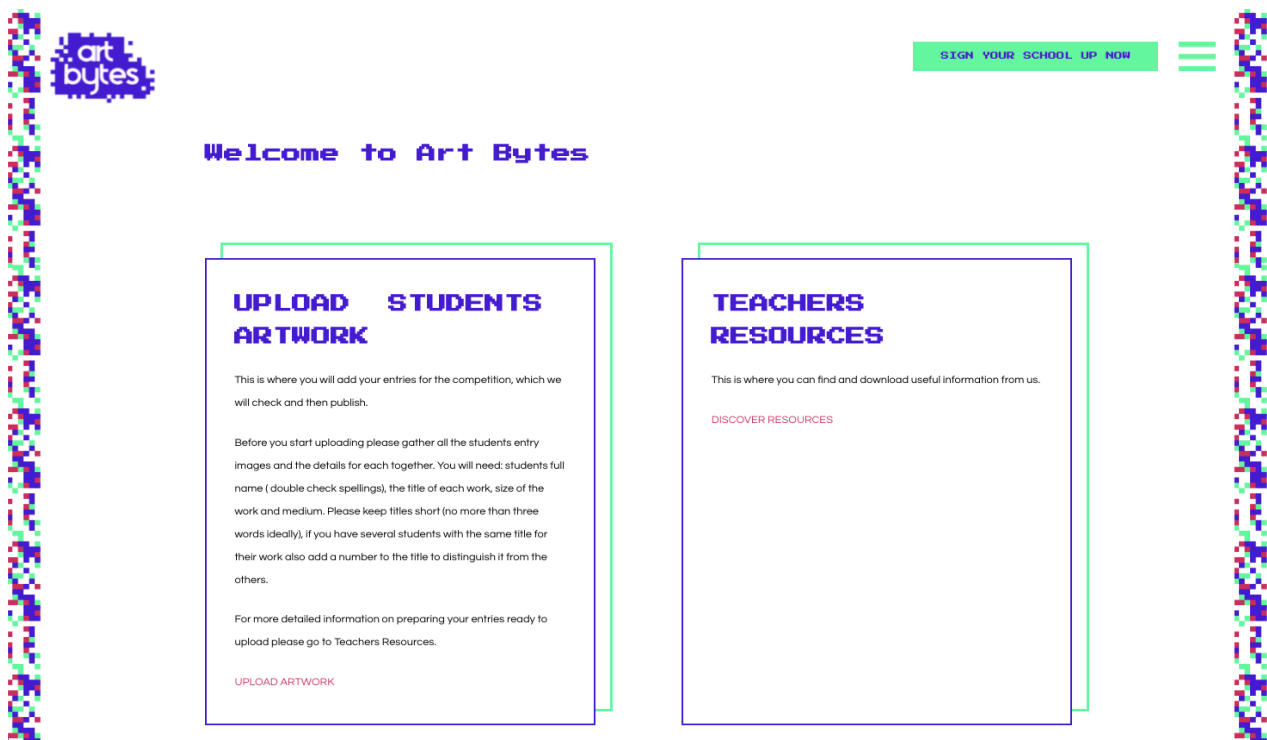 art
bytes
SIGN YOUR SCHOOL UP NOW
Welcome to Art Bytes
UPLOAD STUDENTS
ARTWORK
This is where you will add your entries for the competition, which we
will check and then publish.
Before you start uploading please gather all the students entry
images and the details for each together. You will need: students full
name ( double check spellings), the title of each work, size of the
work and medium. Please keep titles short (no more than three
words ideally), if you have several students with the same title for
their work also add a number to the title to distinguish it from the
others.
For more detailed information on preparing your entries ready to
upload please go to Teachers Resources.
UPLOAD ARTWORK
TEACHERS
RESOURCES
This is where you can find and download useful information from us.
DISCOVER RESOURCES